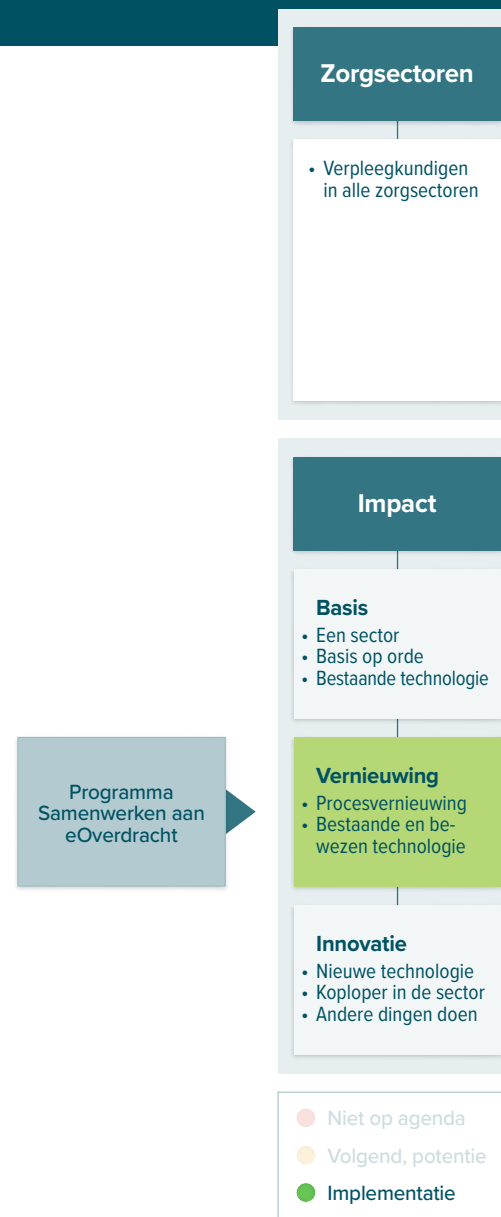 Zorgsectoren
• Verpleegkundigen
in alle zorgsectoren
Impact
Basis
• Een sector
• Basis op orde
• Bestaande technologie
Programma
Samenwerken aan
eOverdracht
Vernieuwing
• Procesvernieuwing
• Bestaande en be-
wezen technologie
Innovatie
• Nieuwe technologie
• Koploper in de sector
• Andere dingen doen
Niet op agenda
Volgend, potentie
Implementatie